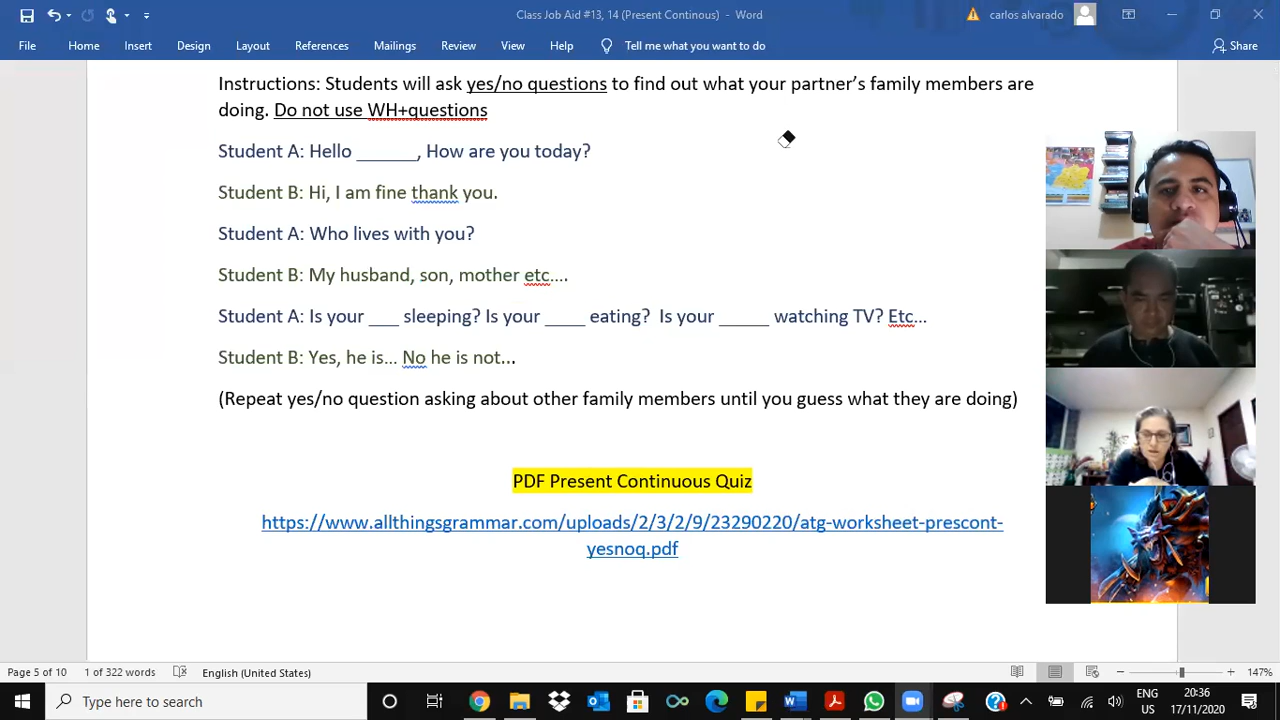 Class Job Aid #13, 14 (Present Continous) - Word
carlos alvarado
File Home Insert Design Layout References Mailings Review View Help Tell me what you want to do Share
Instructions: Students will ask yes/no questions to find out what your partner’s family members are
doing. Do not use WH+questions
Student A: Hello ______, How are you today?
Student B: Hi, I am fine thank you.
Student A: Who lives with you?
Student B: My husband, son, mother etc....
Student A: Is your ___ sleeping? Is your ____ eating?  Is your _____ watching TV? Etc...
Student B: Yes, he is... No he is not...
(Repeat yes/no question asking about other family members until you guess what they are doing)
PDF Present Continuous Quiz
https://www.allthingsgrammar.com/uploads/2/3/2/9/23290220/atg-worksheet-prescont-
yesnoq.pdf
Page 5 of 10 1 of 322 words English (United States) 147%
Type here to search
ENG 20:36
US 17/11/2020